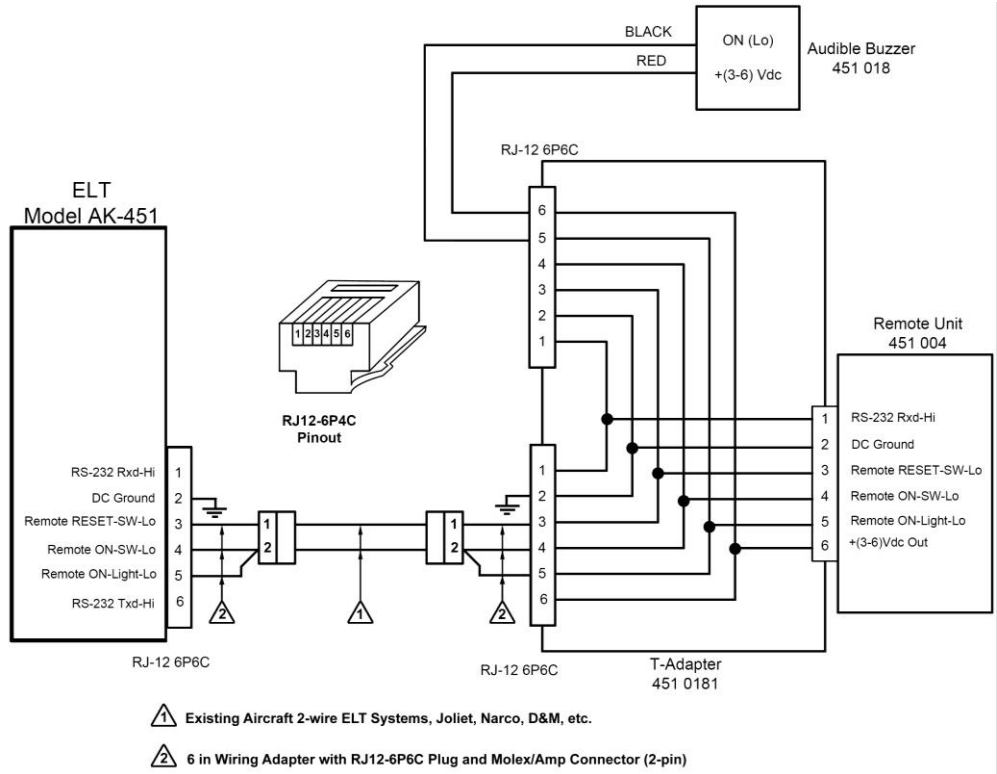 BLACK
ON (Lo)
Audible Buzzer
RED
+(3-6) Vdc
451 018
RJ-12 6P6C
ELT
Model AK-451
6
5
4
3
2
1
1 2 3 4 5 6
RJ12-6P4C
Pinout
Remote Unit
451 004
1 RS-232 Rxd-Hi
2 DC Ground
3 Remote RESET-SW-Lo
4 Remote ON-SW-Lo
5 Remote ON-Light-Lo
6 +(3-6)Vdc Out
RS-232 Rxd-Hi 1
DC Ground 2
Remote RESET-SW-Lo 3
Remote ON-SW-Lo 4
Remote ON-Light-Lo 5
RS-232 Txd-Hi 6
1
2
1
2
1
2
3
4
5
6
2
1
2
RJ-12 6P6C
RJ-12 6P6C
T-Adapter
451 0181
1 Existing Aircraft 2-wire ELT Systems, Joliet, Narco, D&M, etc.
2 6 in Wiring Adapter with RJ12-6P6C Plug and Molex/Amp Connector (2-pin)